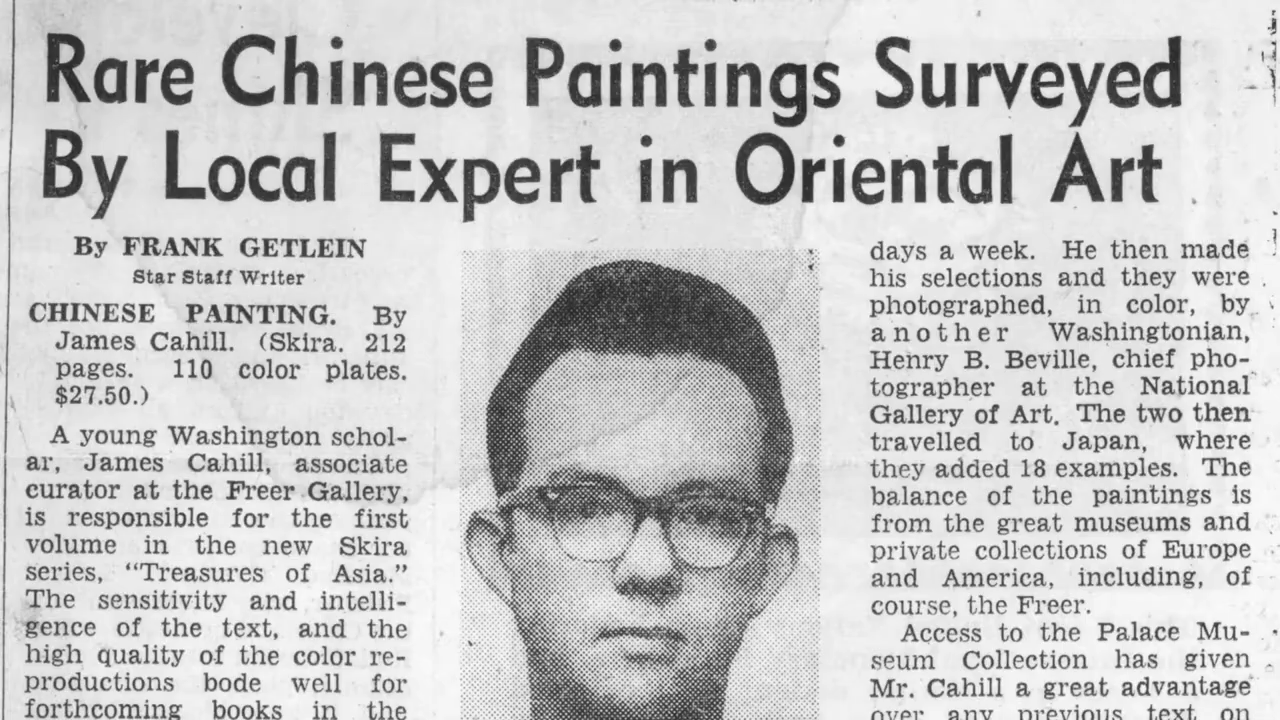 Rare Chinese Paintings Surveyed
By Local Expert in Oriental Art
By FRANK GETLEIN
Star Staff Writer
CHINESE PAINTING. By
James Cahill. (Skira. 212
pages. 110 color plates.
$27.50.)
A young Washington schol-
ar, James Cahill, associate
curator at the Freer Gallery,
is responsible for the first
volume in the new Skira
series, "Treasures of Asia."
The sensitivity and intelli-
gence of the text, and the
high quality of the color re-
productions bode well for
forthcoming books in the
days a week. He then made
his selections and they were
photographed, in color, by
another Washingtonian,
Henry B. Beville, chief pho-
tographer at the National
Gallery of Art. The two then
travelled to Japan, where
they added 18 examples. The
balance of the paintings is
from the great museums and
private collections of Europe
and America, including, of
course, the Freer.
Access to the Palace Mu-
seum Collection has given
Mr. Cahill a great advantage
over any previous text on